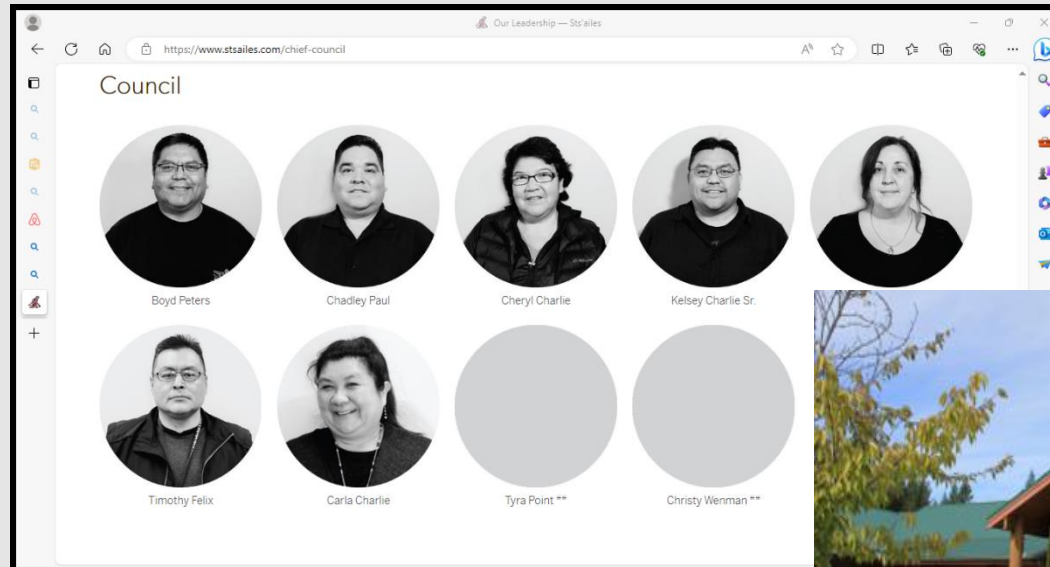 Our Leadership — Sts'ailes
https://www.stsailes.com/chief-council
Council
Boyd Peters
Chadley Paul
Cheryl Charlie
Kelsey Charlie Sr.
Timothy Felix
Carla Charlie
Tyra Point **
Christy Wenman **